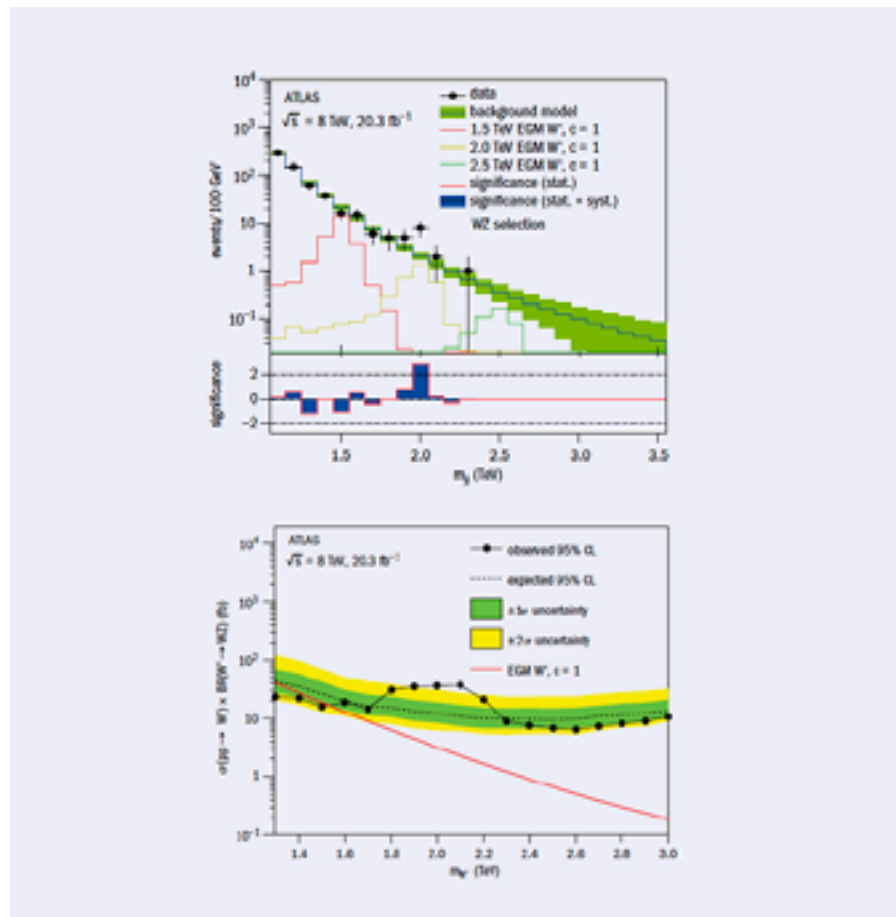 10⁴
10³
10²
10
1
10⁻¹
events/100 GeV
ATLAS
√s = 8 TeV, 20.3 fb⁻¹
data
background model
1.5 TeV EGM W', c = 1
2.0 TeV EGM W', c = 1
2.5 TeV EGM W', c = 1
significance (stat.)
significance (stat. + syst.)
WZ selection
significance
2
0
−2
1.5 2.0 2.5 3.0 3.5
m (TeV)
ATLAS
√s = 8 TeV, 20.3 fb⁻¹
observed 95% CL
expected 95% CL
±1σ uncertainty
±2σ uncertainty
EGM W', c = 1
σ(pp → W') × BR(W' → WZ) (fb)
10⁴
10³
10²
10
1
10⁻¹
1.4 1.6 1.8 2.0 2.2 2.4 2.6 2.8 3.0
m (TeV)